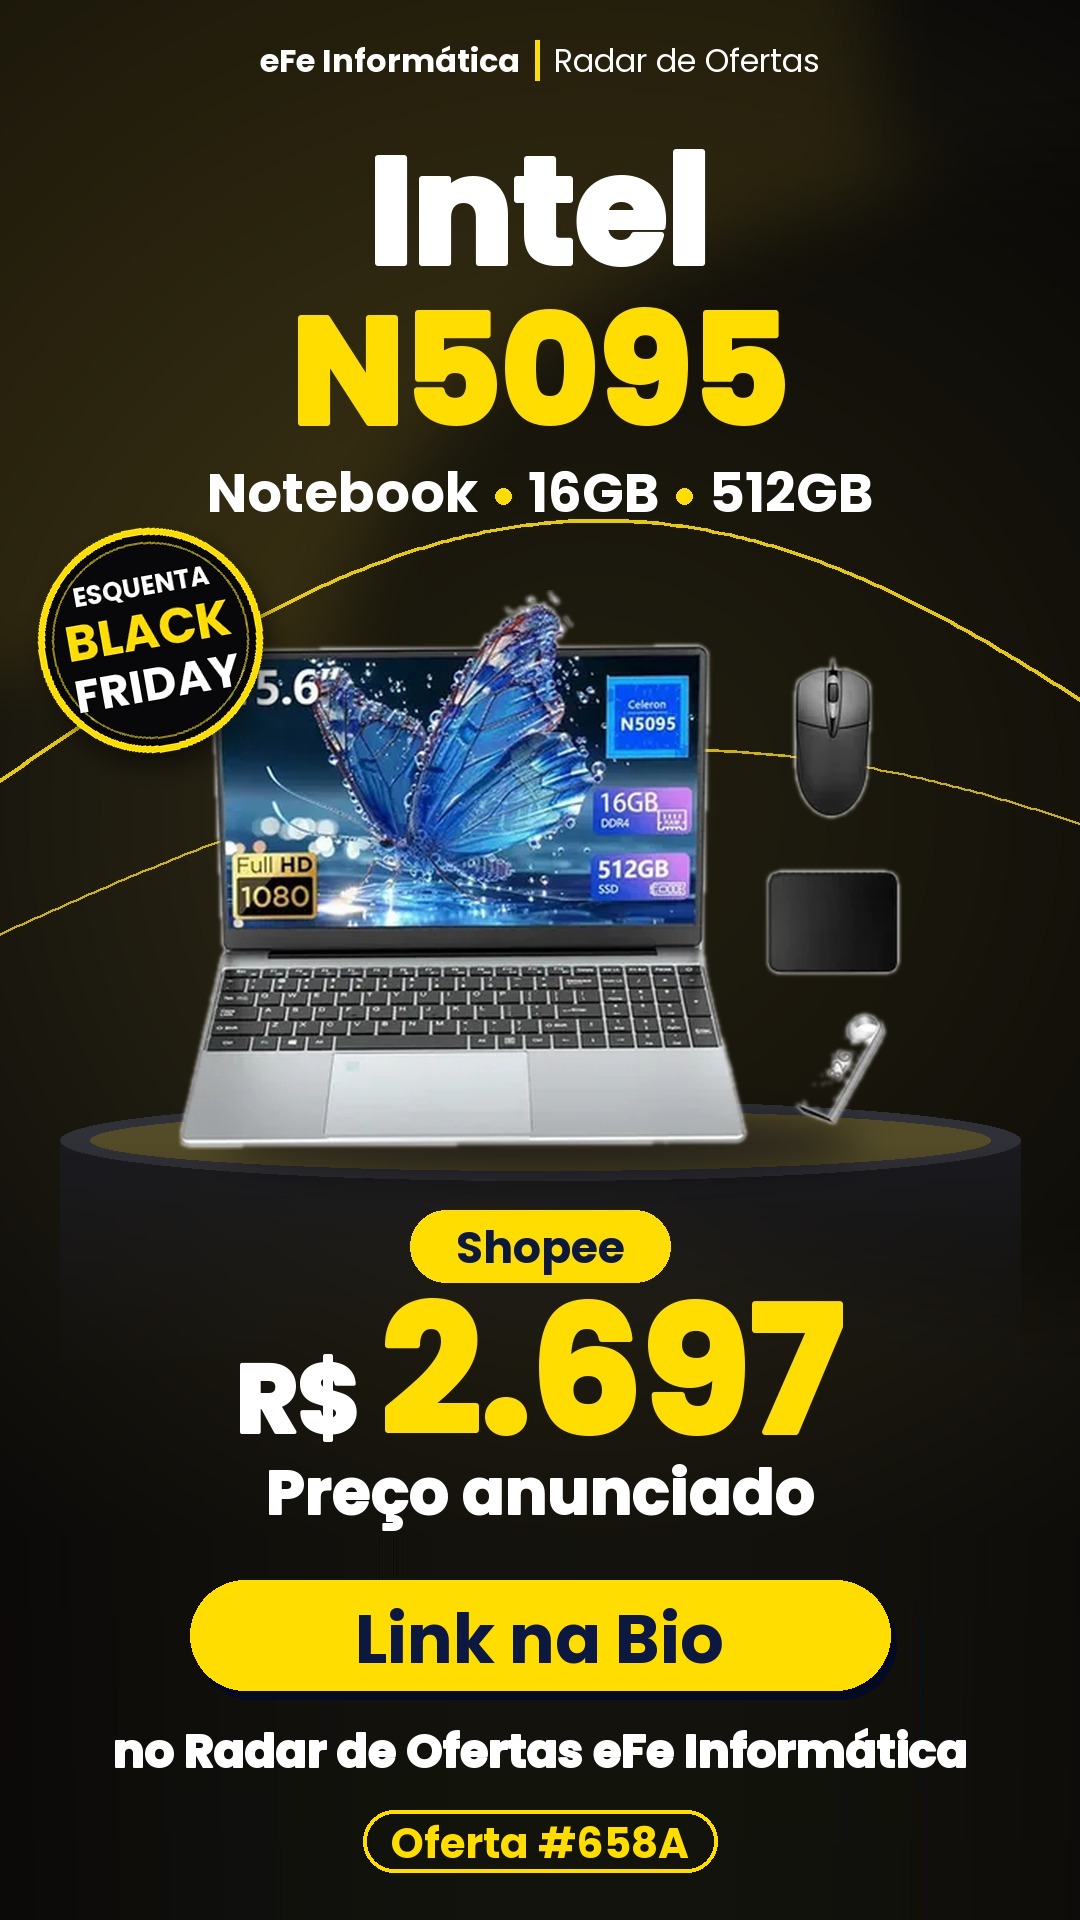 eFe Informática | Radar de Ofertas
Intel
N5095
Notebook • 16GB • 512GB
ESQUENTA
BLACK
FRIDAY
5.6"
Celeron
N5095
16GB
DDR4
512GB
SSD
Full HD
1080
Shopee
R$ 2.697
Preço anunciado
Link na Bio
no Radar de Ofertas eFe Informática
Oferta #658A